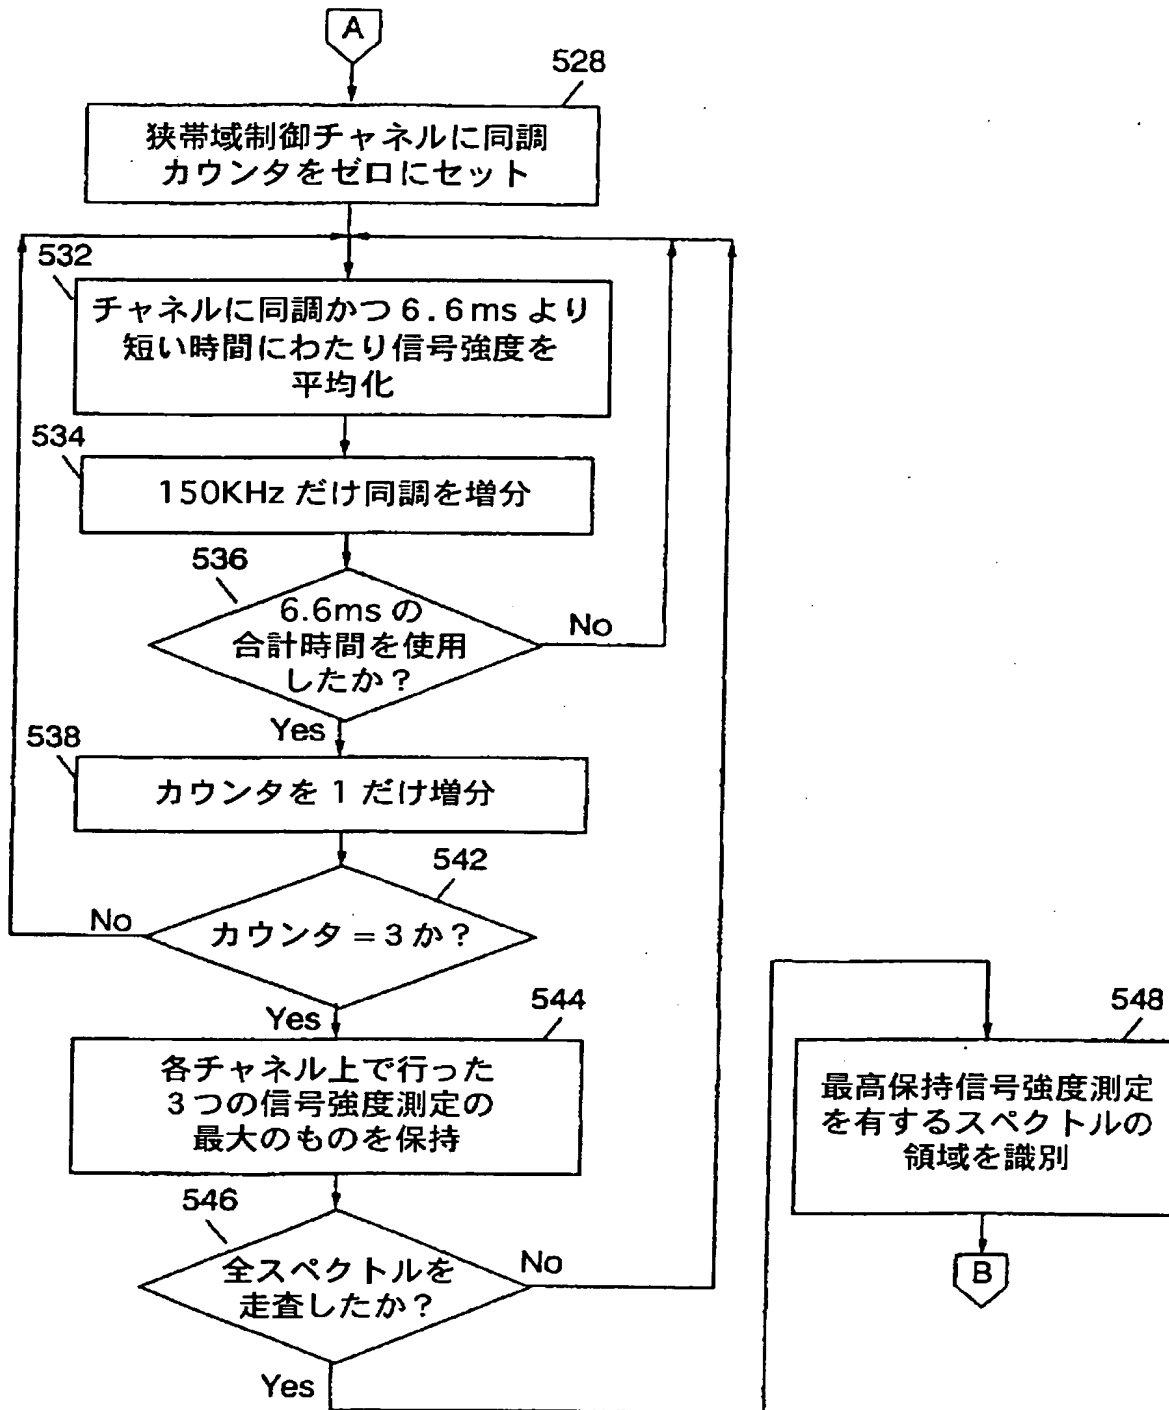 A
528
狭帯域制御チャネルに同調
カウンタをゼロにセット
532
チャネルに同調かつ 6.6ms より
短い時間にわたり信号強度を
平均化
534
150KHz だけ同調を増分
536
6.6ms の
合計時間を使用
したか？
No
Yes
538
カウンタを 1 だけ増分
542
カウンタ = 3 か？
No
Yes
544
各チャネル上で行った
3つの信号強度測定の
最大のものを保持
546
全スペクトルを
走査したか？
No
Yes
548
最高保持信号強度測定
を有するスペクトルの
領域を識別
B